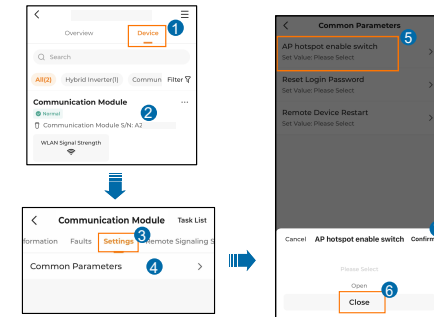 Overview Device 1
Search
All(2) Hybrid Inverter(1) Commun Filter
Communication Module ...
2
Normal
Communication Module S/N: A2
WLAN Signal Strength
Communication Module Task List
3
formation Faults Settings Remote Signaling S
Common Parameters 4
Common Parameters
5
AP hotspot enable switch
Set Value: Please Select
Reset Login Password
Set Value: Please Select
Remote Device Restart
Set Value: Please Select
Cancel AP hotspot enable switch Confirm
Please Select
Open
6
Close